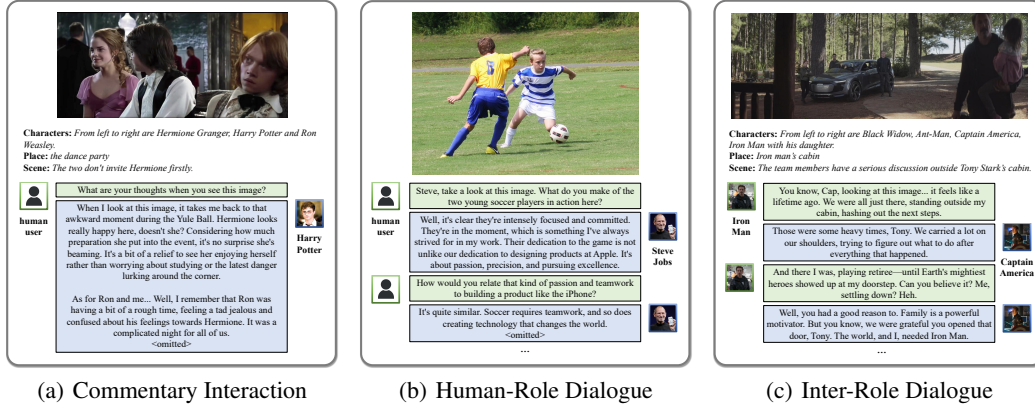 Characters: From left to right are Hermione Granger, Harry Potter and Ron
Weasley.
Place: the dance party
Scene: The two don't invite Hermione firstly.
What are your thoughts when you see this image?
human
user
When I look at this image, it takes me back to that
awkward moment during the Yule Ball. Hermione looks
really happy here, doesn't she? Considering how much
preparation she put into the event, it's no surprise she's
beaming. It's a bit of a relief to see her enjoying herself
rather than worrying about studying or the latest danger
lurking around the corner.
As for Ron and me... Well, I remember that Ron was
having a bit of a rough time, feeling a tad jealous and
confused about his feelings towards Hermione. It was a
complicated night for all of us.
<omitted>
Harry
Potter
(a) Commentary Interaction
Steve, take a look at this image. What do you make of the
two young soccer players in action here?
human
user
Well, it's clear they're intensely focused and committed.
They're in the moment, which is something I've always
strived for in my work. Their dedication to the game is not
unlike our dedication to designing products at Apple. It's
about passion, precision, and pursuing excellence.
Steve
Jobs
How would you relate that kind of passion and teamwork
to building a product like the iPhone?
It's quite similar. Soccer requires teamwork, and so does
creating technology that changes the world.
<omitted>
...
(b) Human-Role Dialogue
Characters: From left to right are Black Widow, Ant-Man, Captain America,
Iron Man with his daughter.
Place: Iron man's cabin
Scene: The team members have a serious discussion outside Tony Stark's cabin.
You know, Cap, looking at this image... it feels like a
lifetime ago. We were all just there, standing outside my
cabin, hashing out the next steps.
Iron
Man
Those were some heavy times, Tony. We carried a lot on
our shoulders, trying to figure out what to do after
everything that happened.
Captain
America
And there I was, playing retiree—until Earth's mightiest
heroes showed up at my doorstep. Can you believe it? Me,
settling down? Heh.
Well, you had a good reason to. Family is a powerful
motivator. But you know, we were grateful you opened that
door, Tony. The world, and I, needed Iron Man.
...
(c) Inter-Role Dialogue